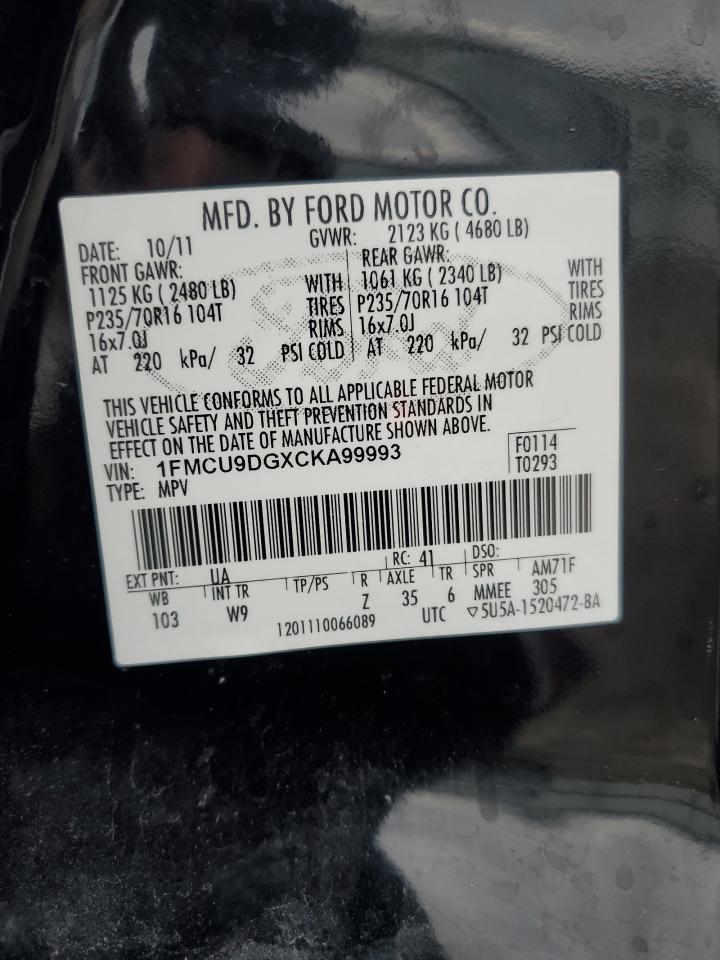 MFD. BY FORD MOTOR CO.
DATE: 10/11 GVWR: 2123 KG ( 4680 LB)
FRONT GAWR: REAR GAWR:
1125 KG ( 2480 LB) WITH 1061 KG ( 2340 LB) WITH
P235/70R16 104T TIRES P235/70R16 104T TIRES
16x7.0J RIMS 16x7.0J RIMS
AT 220 kPa/ 32 PSI COLD AT 220 kPa/ 32 PSI COLD
THIS VEHICLE CONFORMS TO ALL APPLICABLE FEDERAL MOTOR
VEHICLE SAFETY AND THEFT PREVENTION STANDARDS IN
EFFECT ON THE DATE OF MANUFACTURE SHOWN ABOVE.
VIN: 1FMCU9DGXCKA99993 F0114
TYPE: MPV T0293
EXT PNT: UA RC: 41 DSO:
WB INT TR TP/PS R AXLE TR SPR AM71F
103 W9 Z 35 6 MMEE 305
1201110066089 UTC ▽5U5A-1520472-BA